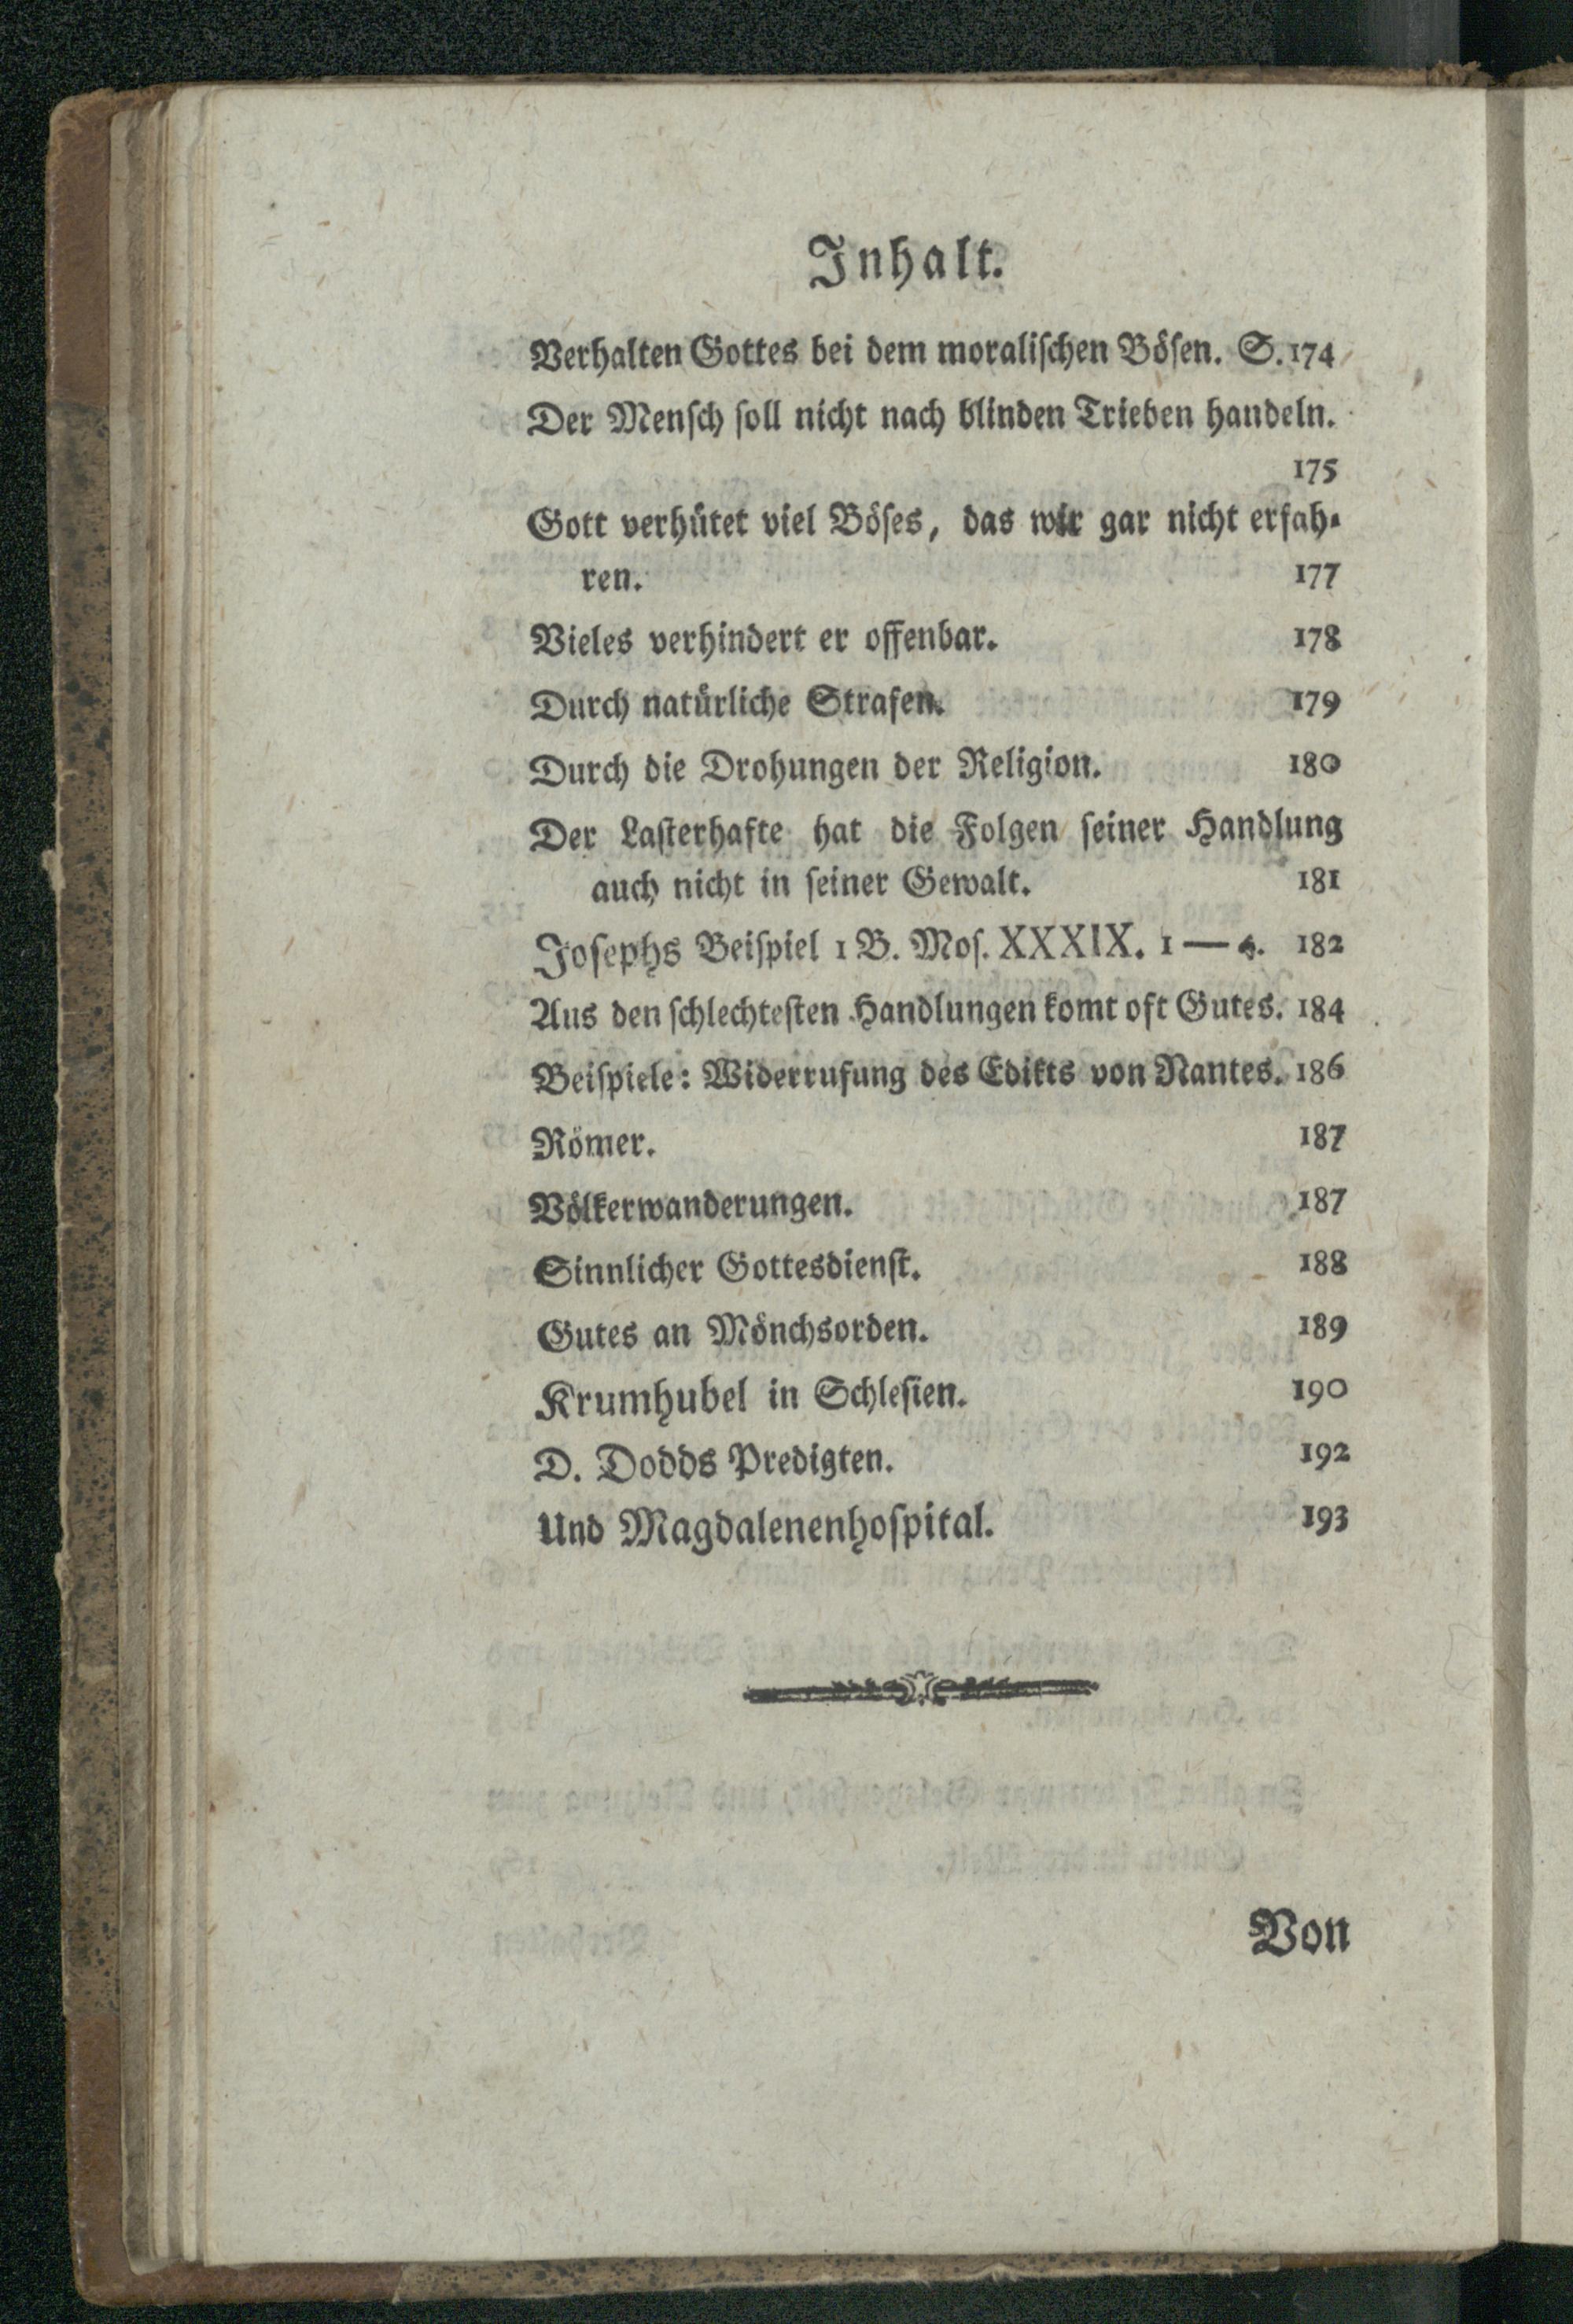 Inhalt.
Verhalten Gottes bei dem moraliſchen Böſen. S. 174
Der Menſch ſoll nicht nach blinden Trieben handeln.
175
Gott verhütet viel Böſes, das wir gar nicht erfah-
ren. 177
Vieles verhindert er offenbar. 178
Durch natürliche Strafen. 179
Durch die Drohungen der Religion. 180
Der Laſterhafte hat die Folgen ſeiner Handlung
auch nicht in ſeiner Gewalt. 181
Joſephs Beiſpiel 1 B. Moſ. XXXIX. 1 — 182
Aus den ſchlechteſten Handlungen komt oft Gutes. 184
Beiſpiele: Widerrufung des Edikts von Nantes. 186
Römer. 187
Völkerwanderungen. 187
Sinnlicher Gottesdienſt. 188
Gutes an Mönchsorden. 189
Krumhubel in Schleſien. 190
D. Dodds Predigten. 192
Und Magdalenenhoſpital. 193
Von